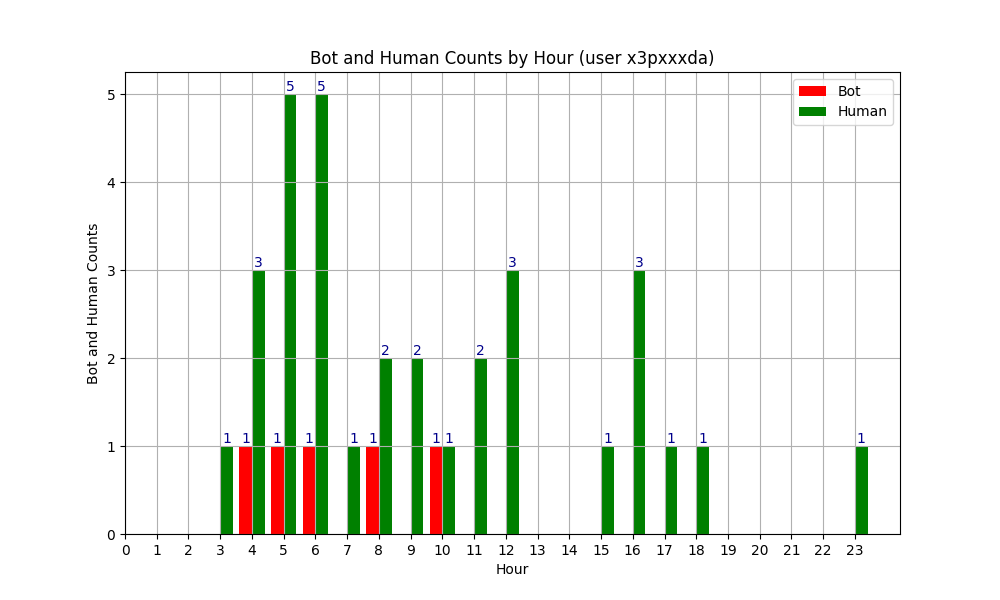 Bot and Human Counts by Hour (user x3pxxxda)
Bot
Human
Bot and Human Counts
5
4
3
2
1
0
1 1 3 1 5 1 5 1 1 2 2 1 1 2 3 1 3 1 1 1
0 1 2 3 4 5 6 7 8 9 10 11 12 13 14 15 16 17 18 19 20 21 22 23
Hour